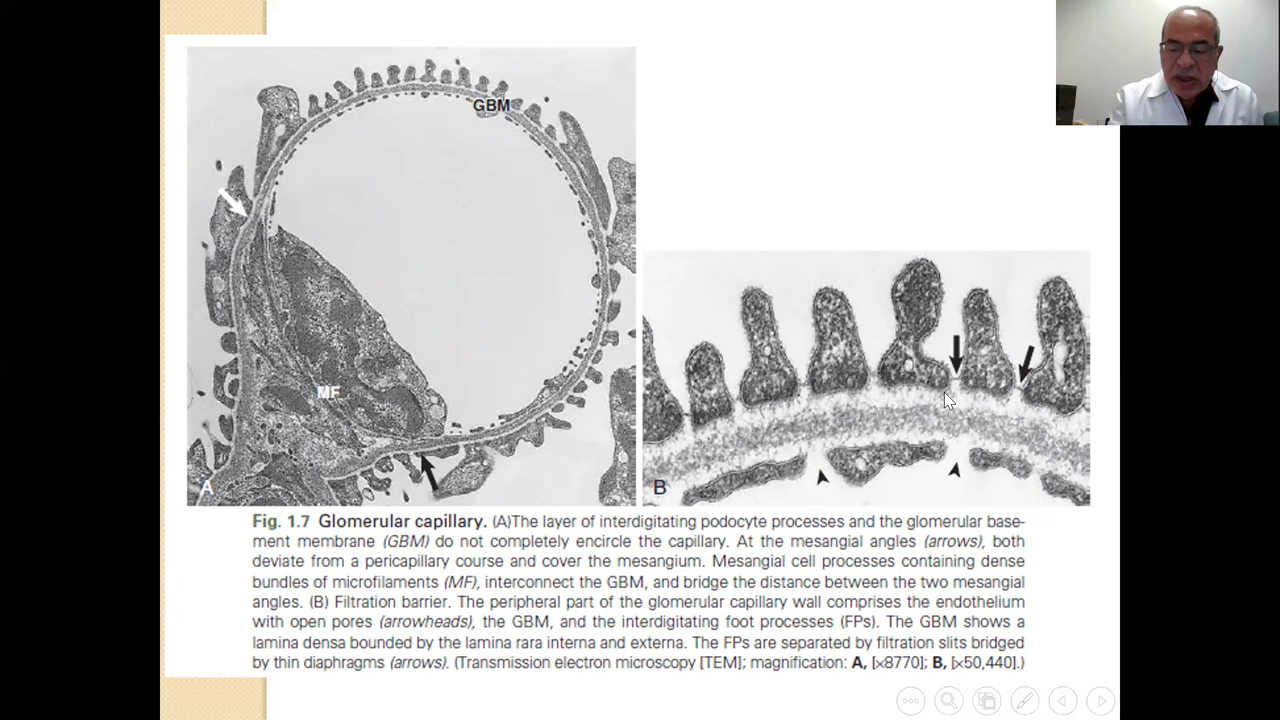 GBM
MF
A
B
Fig. 1.7 Glomerular capillary. (A)The layer of interdigitating podocyte processes and the glomerular base-
ment membrane (GBM) do not completely encircle the capillary. At the mesangial angles (arrows), both
deviate from a pericapillary course and cover the mesangium. Mesangial cell processes containing dense
bundles of microfilaments (MF), interconnect the GBM, and bridge the distance between the two mesangial
angles. (B) Filtration barrier. The peripheral part of the glomerular capillary wall comprises the endothelium
with open pores (arrowheads), the GBM, and the interdigitating foot processes (FPs). The GBM shows a
lamina densa bounded by the lamina rara interna and externa. The FPs are separated by filtration slits bridged
by thin diaphragms (arrows). (Transmission electron microscopy [TEM]; magnification: A, [×8770]; B, [×50,440].)